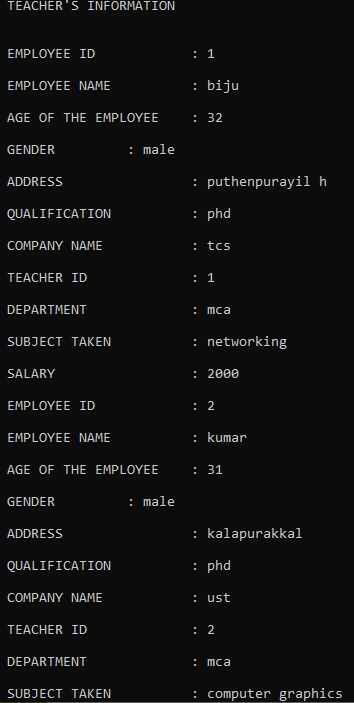 TEACHER'S INFORMATION
EMPLOYEE ID : 1
EMPLOYEE NAME : biju
AGE OF THE EMPLOYEE : 32
GENDER : male
ADDRESS : puthenpurayil h
QUALIFICATION : phd
COMPANY NAME : tcs
TEACHER ID : 1
DEPARTMENT : mca
SUBJECT TAKEN : networking
SALARY : 2000
EMPLOYEE ID : 2
EMPLOYEE NAME : kumar
AGE OF THE EMPLOYEE : 31
GENDER : male
ADDRESS : kalapurakkal
QUALIFICATION : phd
COMPANY NAME : ust
TEACHER ID : 2
DEPARTMENT : mca
SUBJECT TAKEN : computer graphics